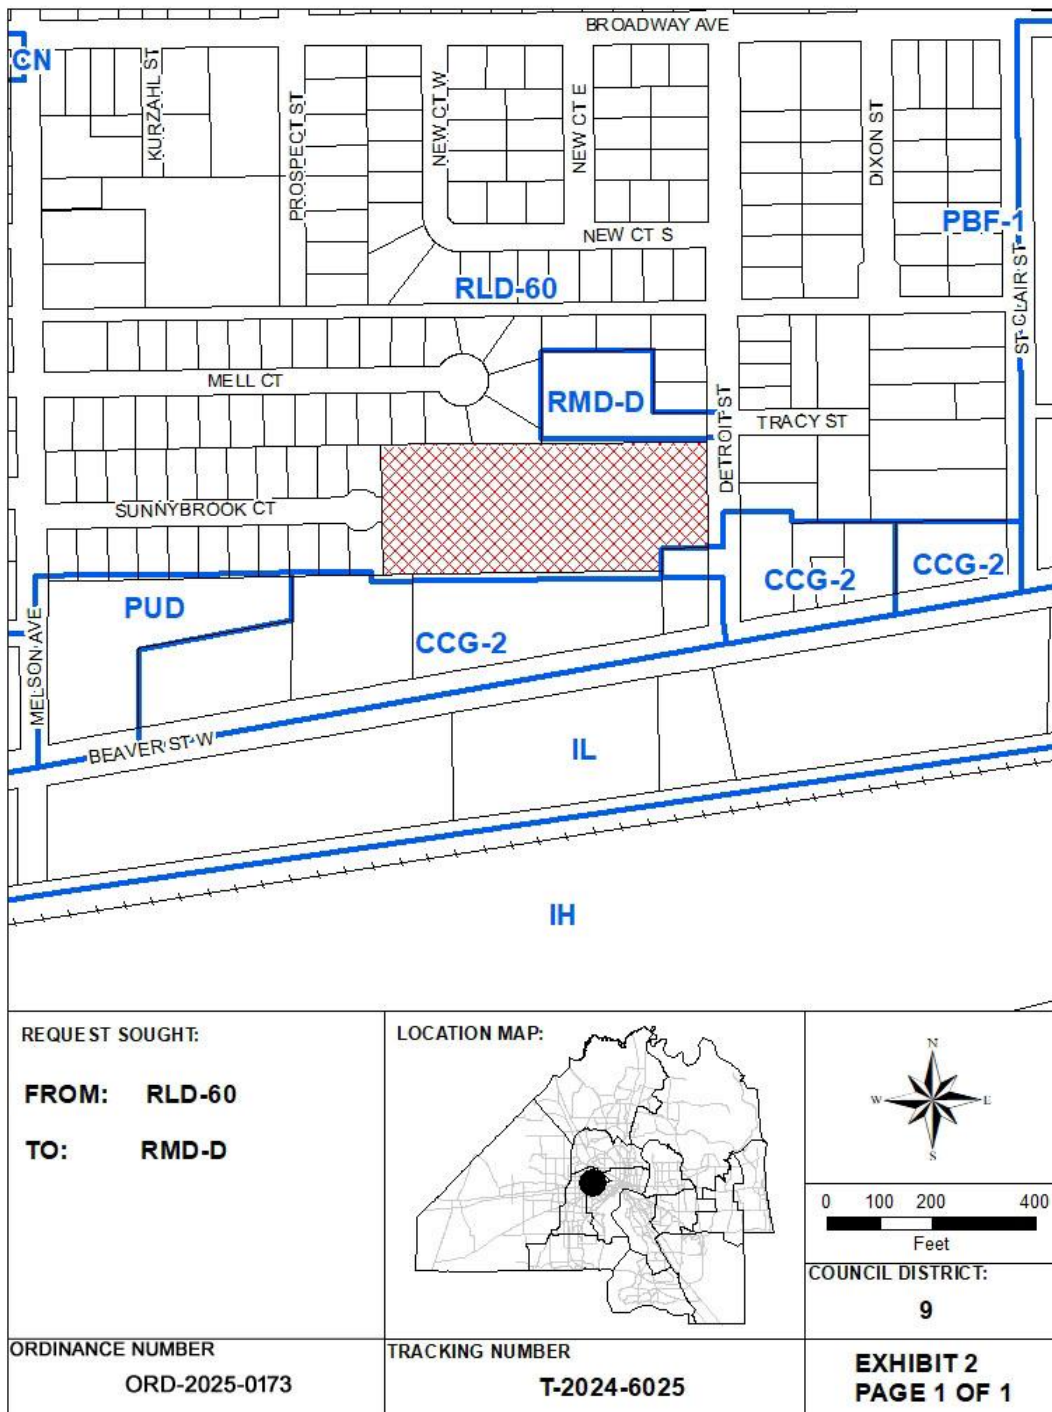 BROADWAY AVE
CN
KURZAHL ST
PROSPECT ST
NEW CT W
NEW CT E
DIXON ST
PBF-1
NEW CT S
ST CLAIR ST
RLD-60
MELL CT
RMD-D
DETROIT ST
TRACY ST
SUNNYBROOK CT
CCG-2
CCG-2
PUD
MELSON AVE
CCG-2
BEAVER ST W
IL
IH
REQUEST SOUGHT:
FROM: RLD-60
TO: RMD-D
LOCATION MAP:
N
W E
S
0 100 200 400
Feet
COUNCIL DISTRICT:
9
ORDINANCE NUMBER
ORD-2025-0173
TRACKING NUMBER
T-2024-6025
EXHIBIT 2
PAGE 1 OF 1